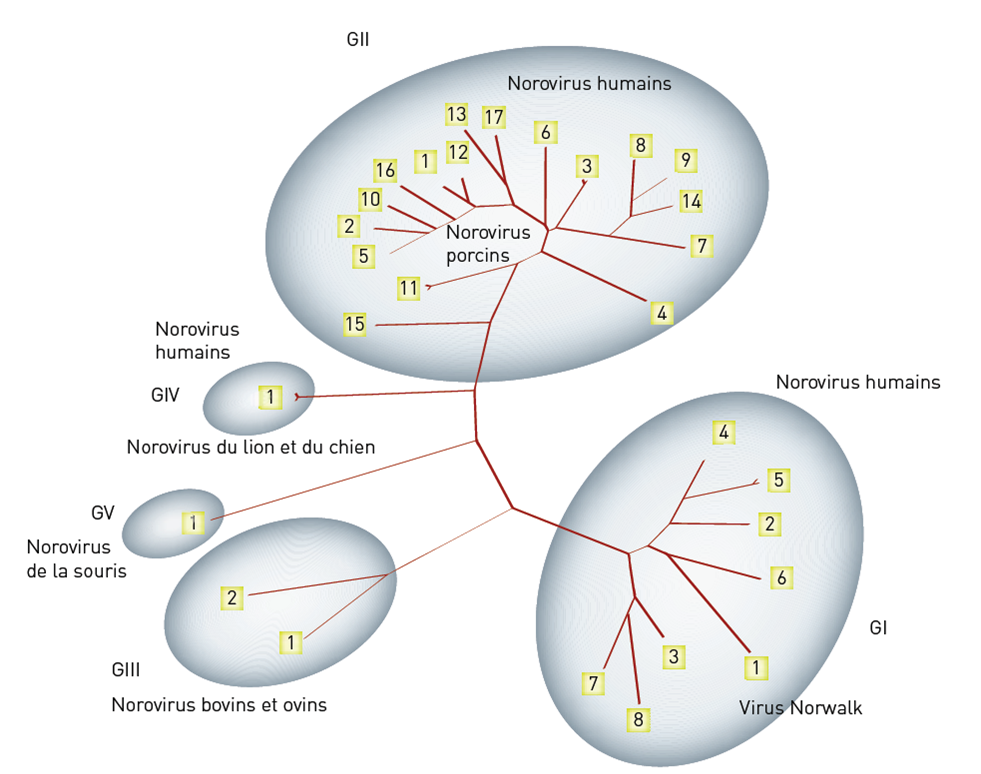 GII
Norovirus humains
13
17
6
12
1
8
3
9
16
10
14
2
Norovirus
porcins
7
5
11
4
15
Norovirus
humains
GIV
1
Norovirus du lion et du chien
Norovirus humains
4
5
GV
1
2
Norovirus
de la souris
6
2
1
GI
3
1
GIII
7
Norovirus bovins et ovins
Virus Norwalk
8